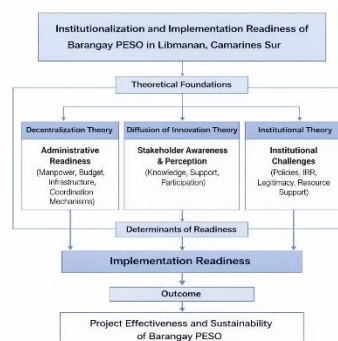 Institutionalization and Implementation Readiness of
Barangay PESO in Libmanan, Camarines Sur
Theoretical Foundations
Decentralization Theory
Administrative
Readiness
(Manpower, Budget,
Infrastructure,
Coordination
Mechanisms)
Diffusion of Innovation Theory
Stakeholder Awareness
& Perception
(Knowledge, Support,
Participation)
Institutional Theory
Institutional
Challenges
(Policies, IRR,
Legitimacy, Resource
Support)
Determinants of Readiness
Implementation Readiness
Outcome
Project Effectiveness and Sustainability
of Barangay PESO